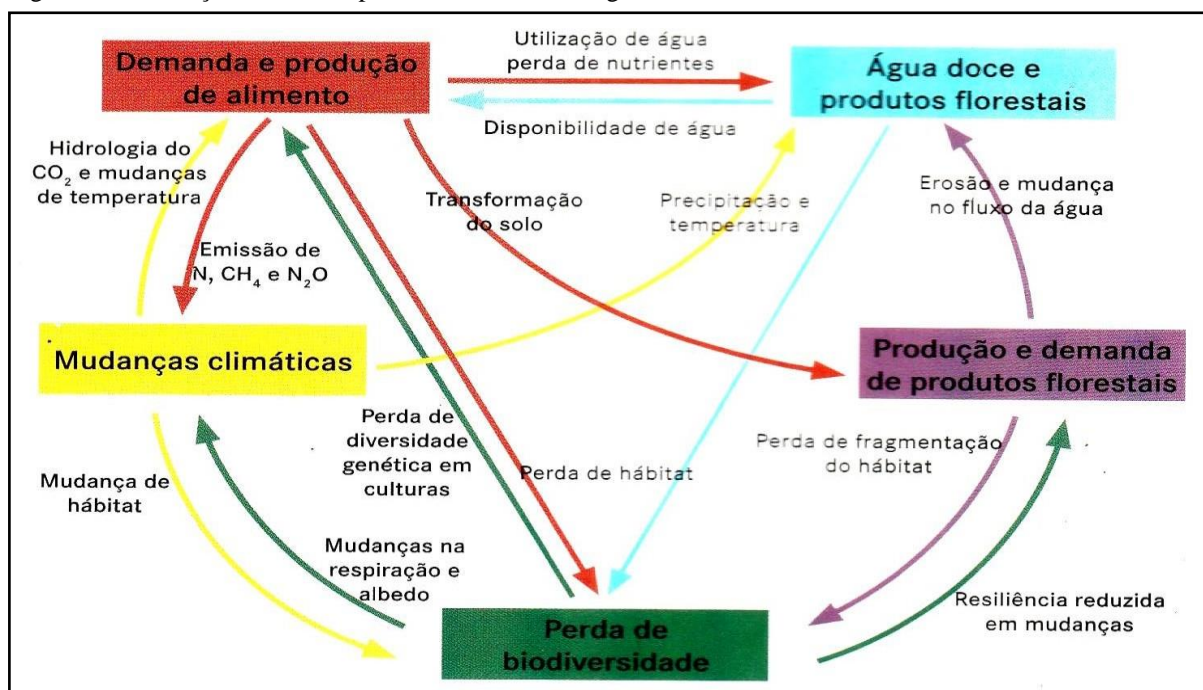 Demanda e produção
de alimento
Utilização de água
perda de nutrientes
Água doce e
produtos florestais
Disponibilidade de água
Hidrologia do
CO₂ e mudanças
de temperatura
Transformação
do solo
Precipitação e
temperatura
Erosão e mudança
no fluxo da água
Emissão de
N, CH₄ e N₂O
Mudanças climáticas
Produção e demanda
de produtos florestais
Perda de
diversidade
genética em
culturas
Perda de hábitat
Perda de fragmentação
do hábitat
Mudança de
hábitat
Mudanças na
respiração e
albedo
Resiliência reduzida
em mudanças
Perda de
biodiversidade